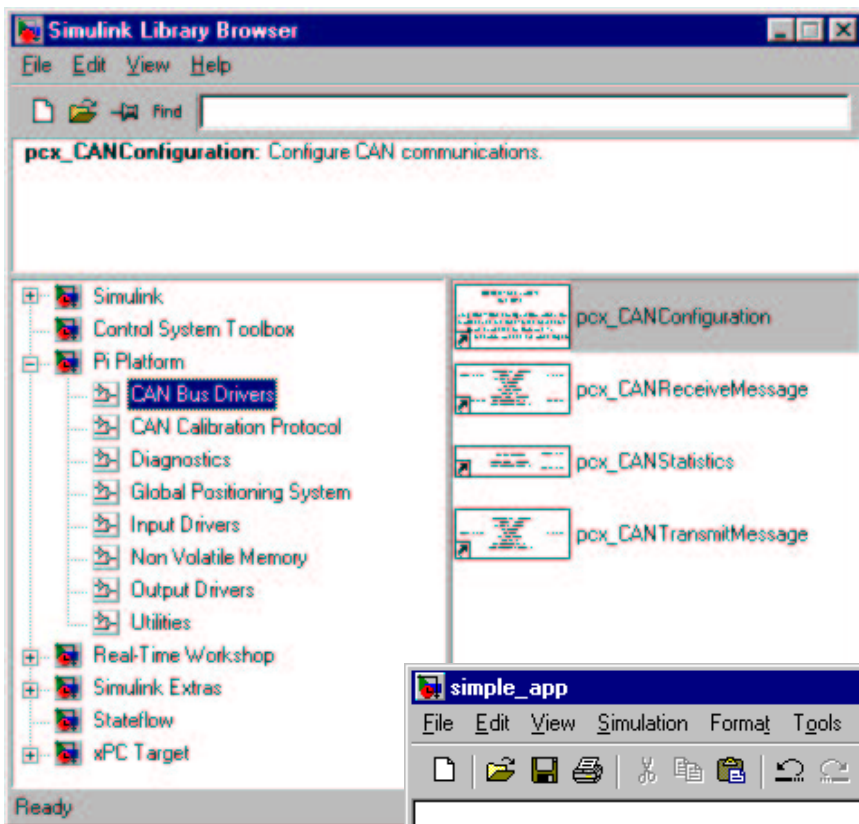 Simulink Library Browser
File Edit View Help
Find
pcx_CANConfiguration: Configure CAN communications.
Simulink
Control System Toolbox
Pi Platform
CAN Bus Drivers
CAN Calibration Protocol
Diagnostics
Global Positioning System
Input Drivers
Non Volatile Memory
Output Drivers
Utilities
Real-Time Workshop
Simulink Extras
Stateflow
xPC Target
pcx_CANConfiguration
pcx_CANReceiveMessage
pcx_CANStatistics
pcx_CANTransmitMessage
Ready
simple_app
File Edit View Simulation Format Tools